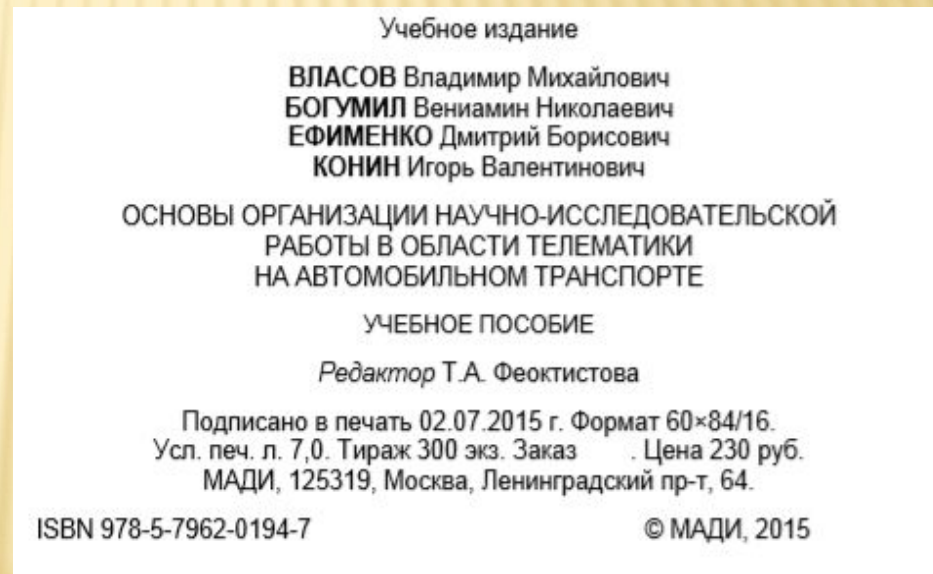 Учебное издание
ВЛАСОВ Владимир Михайлович
БОГУМИЛ Вениамин Николаевич
ЕФИМЕНКО Дмитрий Борисович
КОНИН Игорь Валентинович
ОСНОВЫ ОРГАНИЗАЦИИ НАУЧНО-ИССЛЕДОВАТЕЛЬСКОЙ
РАБОТЫ В ОБЛАСТИ ТЕЛЕМАТИКИ
НА АВТОМОБИЛЬНОМ ТРАНСПОРТЕ
УЧЕБНОЕ ПОСОБИЕ
Редактор Т.А. Феоктистова
Подписано в печать 02.07.2015 г. Формат 60×84/16.
Усл. печ. л. 7,0. Тираж 300 экз. Заказ . Цена 230 руб.
МАДИ, 125319, Москва, Ленинградский пр-т, 64.
ISBN 978-5-7962-0194-7 © МАДИ, 2015